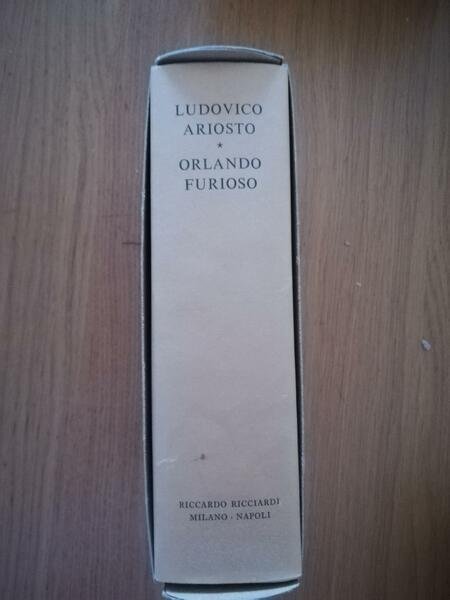 LUDOVICO
ARIOSTO
*
ORLANDO
FURIOSO
RICCARDO RICCIARDI
MILANO · NAPOLI